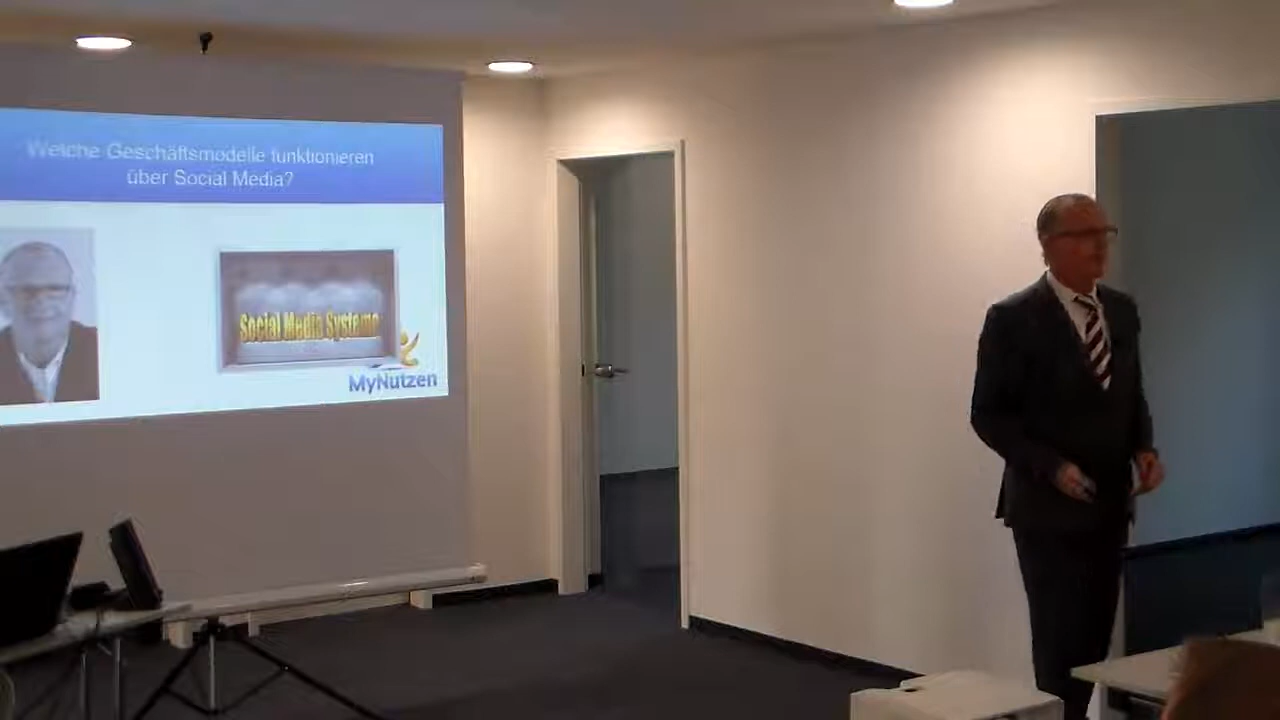 Welche Geschäftsmodelle funktionieren
über Social Media?
Social Media Systeme
MyNutzen